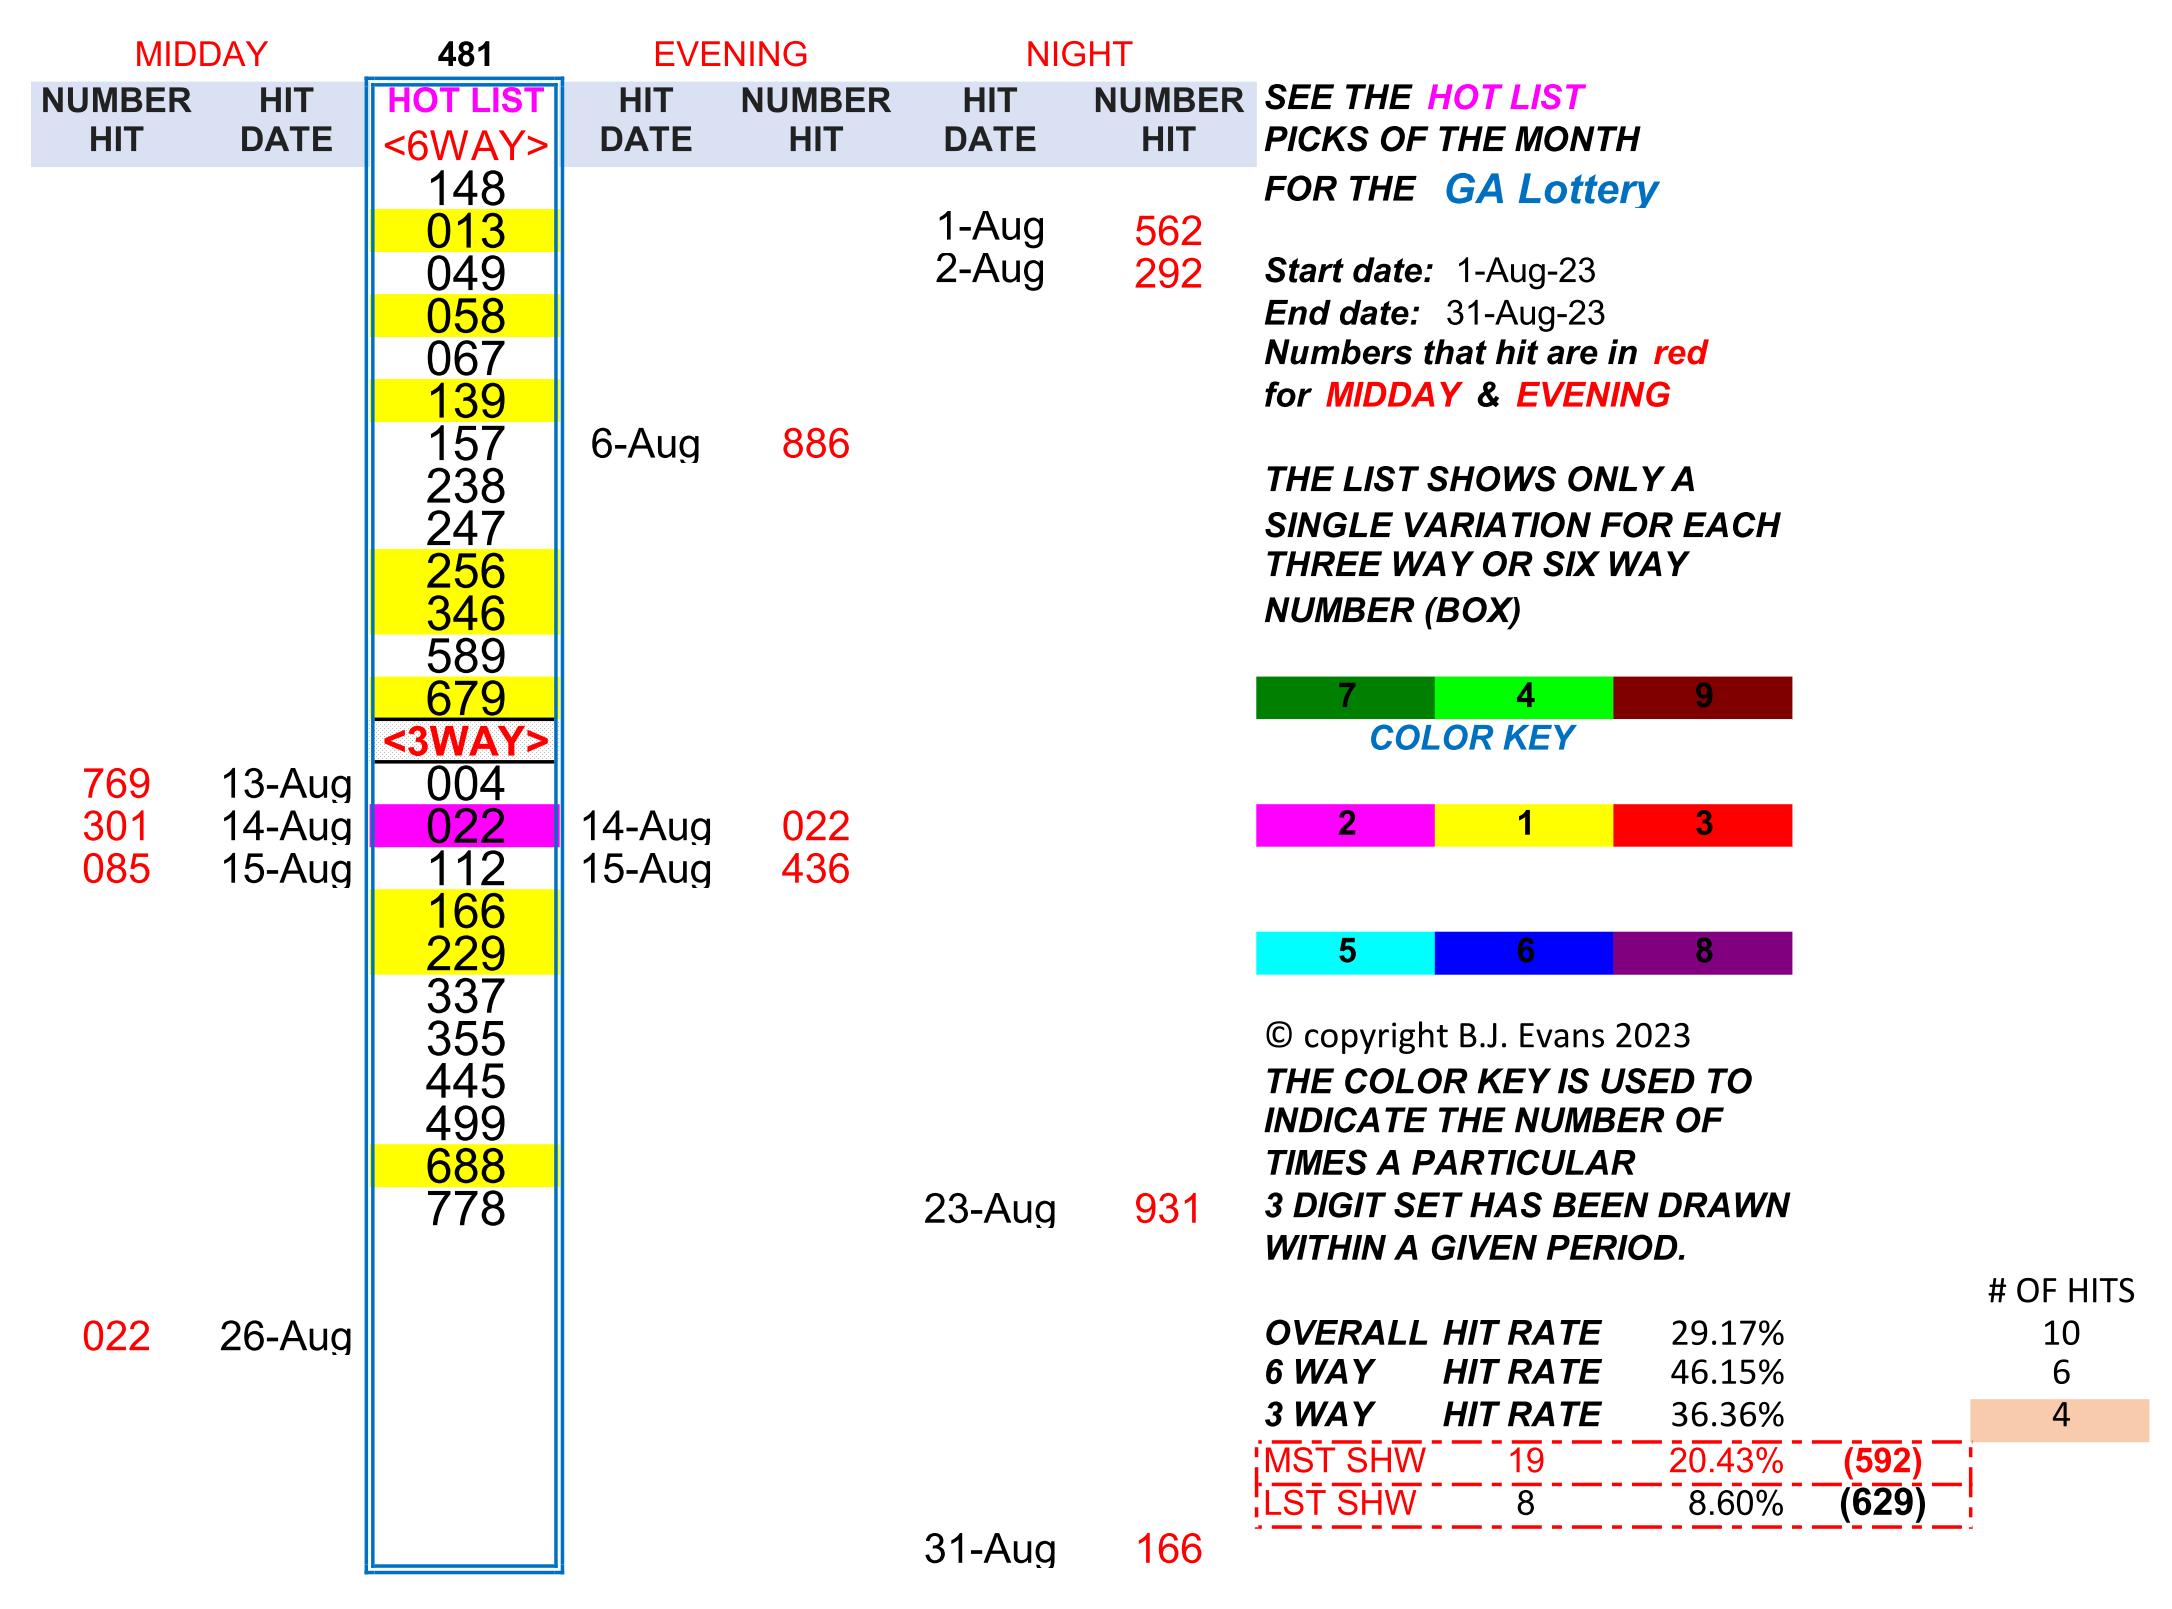 MIDDAY 481 EVENING NIGHT
NUMBER HIT HOT LIST HIT NUMBER HIT NUMBER SEE THE HOT LIST
HIT DATE <6WAY> DATE HIT DATE HIT PICKS OF THE MONTH
148 FOR THE GA Lottery
013 1-Aug 562
049 2-Aug 292 Start date: 1-Aug-23
058 End date: 31-Aug-23
067 Numbers that hit are in red
139 for MIDDAY & EVENING
157 6-Aug 886
238 THE LIST SHOWS ONLY A
247 SINGLE VARIATION FOR EACH
256 THREE WAY OR SIX WAY
346 NUMBER (BOX)
589
679 7 4 9
<3WAY> COLOR KEY
769 13-Aug 004
301 14-Aug 022 14-Aug 022 2 1 3
085 15-Aug 112 15-Aug 436
166
229 5 6 8
337
355 © copyright B.J. Evans 2023
445 THE COLOR KEY IS USED TO
499 INDICATE THE NUMBER OF
688 TIMES A PARTICULAR
778 23-Aug 931 3 DIGIT SET HAS BEEN DRAWN
WITHIN A GIVEN PERIOD.
# OF HITS
022 26-Aug OVERALL HIT RATE 29.17% 10
6 WAY HIT RATE 46.15% 6
3 WAY HIT RATE 36.36% 4
MST SHW 19 20.43% (592)
LST SHW 8 8.60% (629)
31-Aug 166